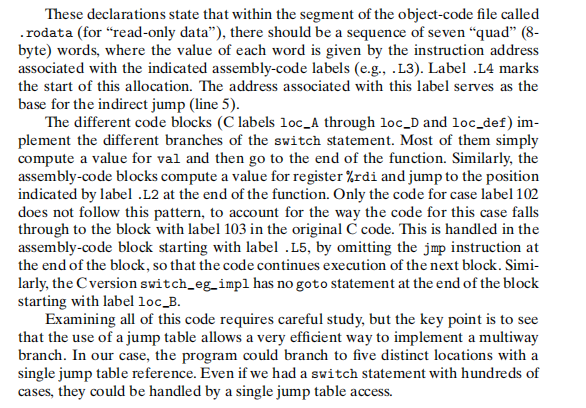 These declarations state that within the segment of the object-code file called
.rodata (for “read-only data”), there should be a sequence of seven “quad” (8-
byte) words, where the value of each word is given by the instruction address
associated with the indicated assembly-code labels (e.g., .L3). Label .L4 marks
the start of this allocation. The address associated with this label serves as the
base for the indirect jump (line 5).
The different code blocks (C labels loc_A through loc_D and loc_def) im-
plement the different branches of the switch statement. Most of them simply
compute a value for val and then go to the end of the function. Similarly, the
assembly-code blocks compute a value for register %rdi and jump to the position
indicated by label .L2 at the end of the function. Only the code for case label 102
does not follow this pattern, to account for the way the code for this case falls
through to the block with label 103 in the original C code. This is handled in the
assembly-code block starting with label .L5, by omitting the jmp instruction at
the end of the block, so that the code continues execution of the next block. Simi-
larly, the C version switch_eg_impl has no goto statement at the end of the block
starting with label loc_B.
Examining all of this code requires careful study, but the key point is to see
that the use of a jump table allows a very efficient way to implement a multiway
branch. In our case, the program could branch to five distinct locations with a
single jump table reference. Even if we had a switch statement with hundreds of
cases, they could be handled by a single jump table access.